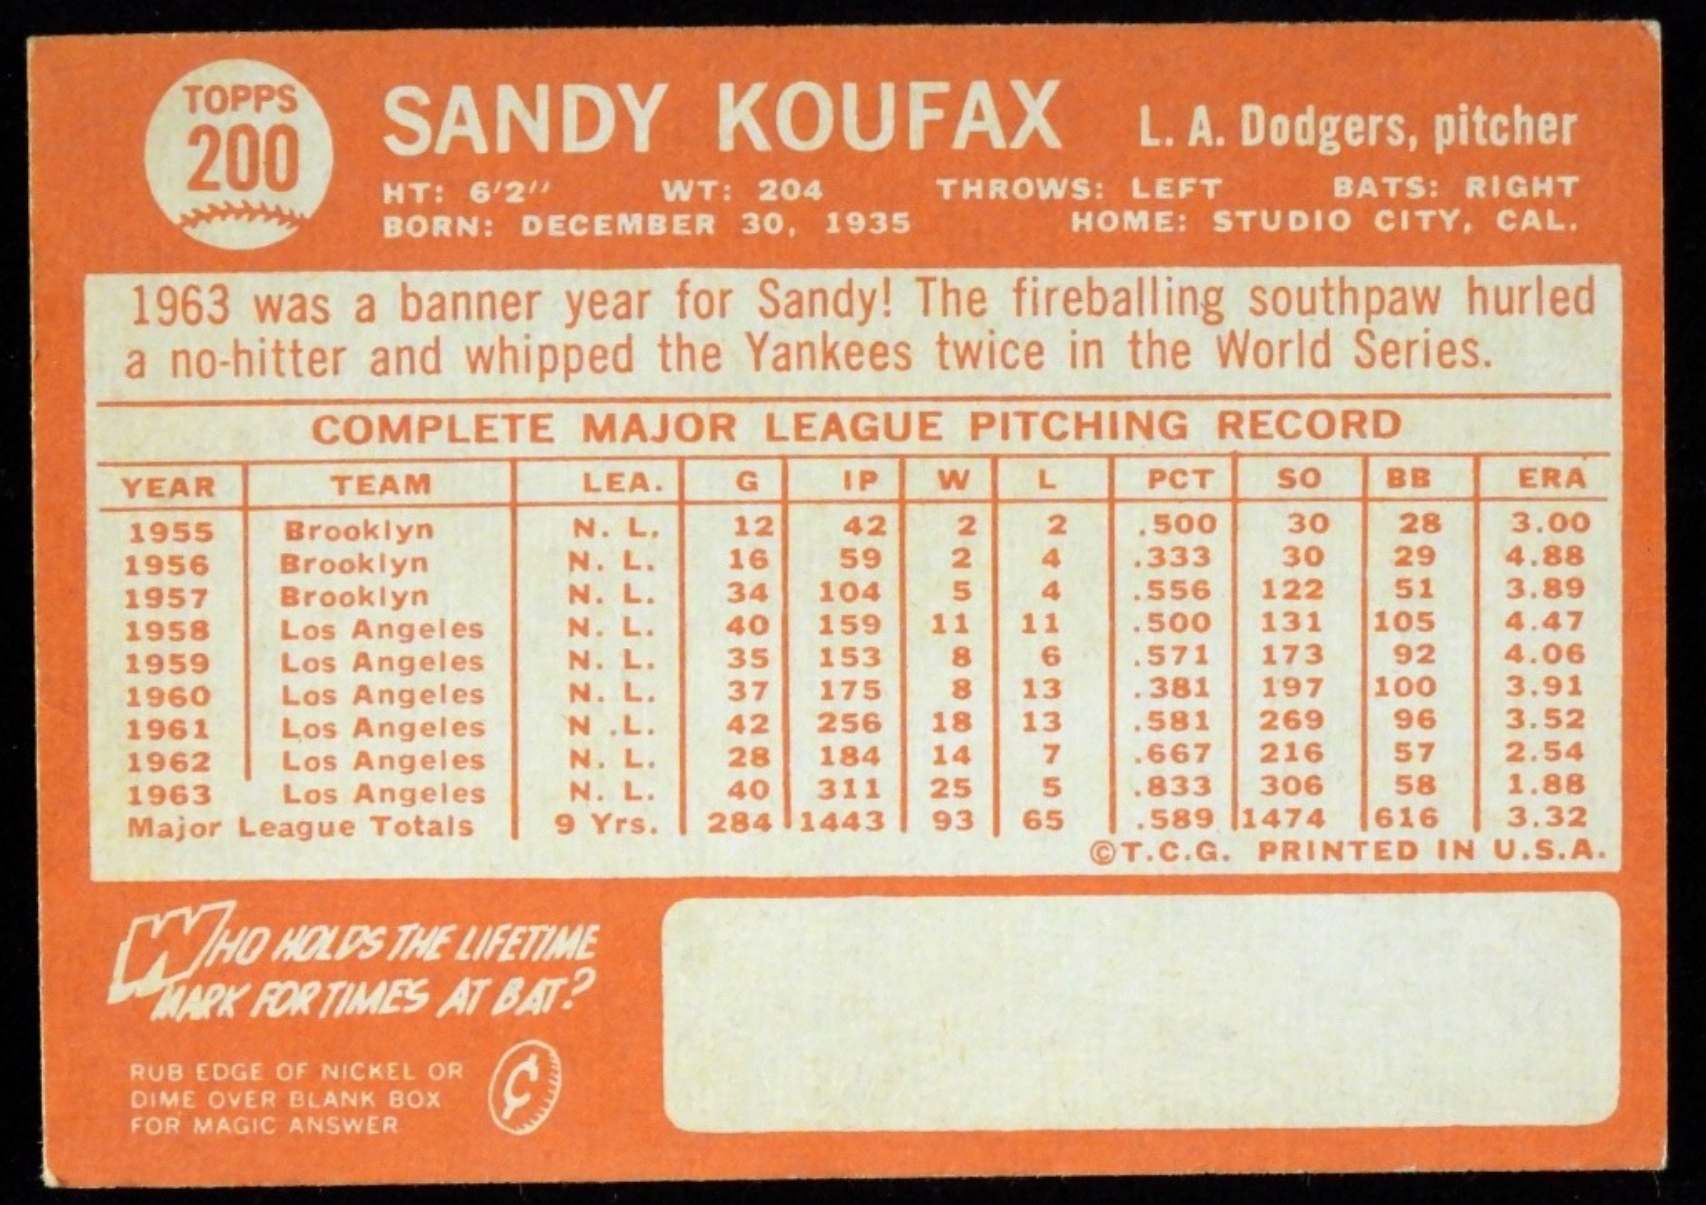 TOPPS
200
SANDY KOUFAX L. A. Dodgers, pitcher
HT: 6'2" WT: 204 THROWS: LEFT BATS: RIGHT
BORN: DECEMBER 30, 1935 HOME: STUDIO CITY, CAL.
1963 was a banner year for Sandy! The fireballing southpaw hurled
a no-hitter and whipped the Yankees twice in the World Series.
COMPLETE MAJOR LEAGUE PITCHING RECORD
YEAR TEAM LEA. G IP W L PCT SO BB ERA
1955 Brooklyn N. L. 12 42 2 2 .500 30 28 3.00
1956 Brooklyn N. L. 16 59 2 4 .333 30 29 4.88
1957 Brooklyn N. L. 34 104 5 4 .556 122 51 3.89
1958 Los Angeles N. L. 40 159 11 11 .500 131 105 4.47
1959 Los Angeles N. L. 35 153 8 6 .571 173 92 4.06
1960 Los Angeles N. L. 37 175 8 13 .381 197 100 3.91
1961 Los Angeles N .L. 42 256 18 13 .581 269 96 3.52
1962 Los Angeles N. L. 28 184 14 7 .667 216 57 2.54
1963 Los Angeles N. L. 40 311 25 5 .833 306 58 1.88
Major League Totals 9 Yrs. 284 1443 93 65 .589 1474 616 3.32
©T.C.G. PRINTED IN U.S.A.
WHO HOLDS THE LIFETIME
MARK FOR TIMES AT BAT?
RUB EDGE OF NICKEL OR
DIME OVER BLANK BOX
FOR MAGIC ANSWER
¢